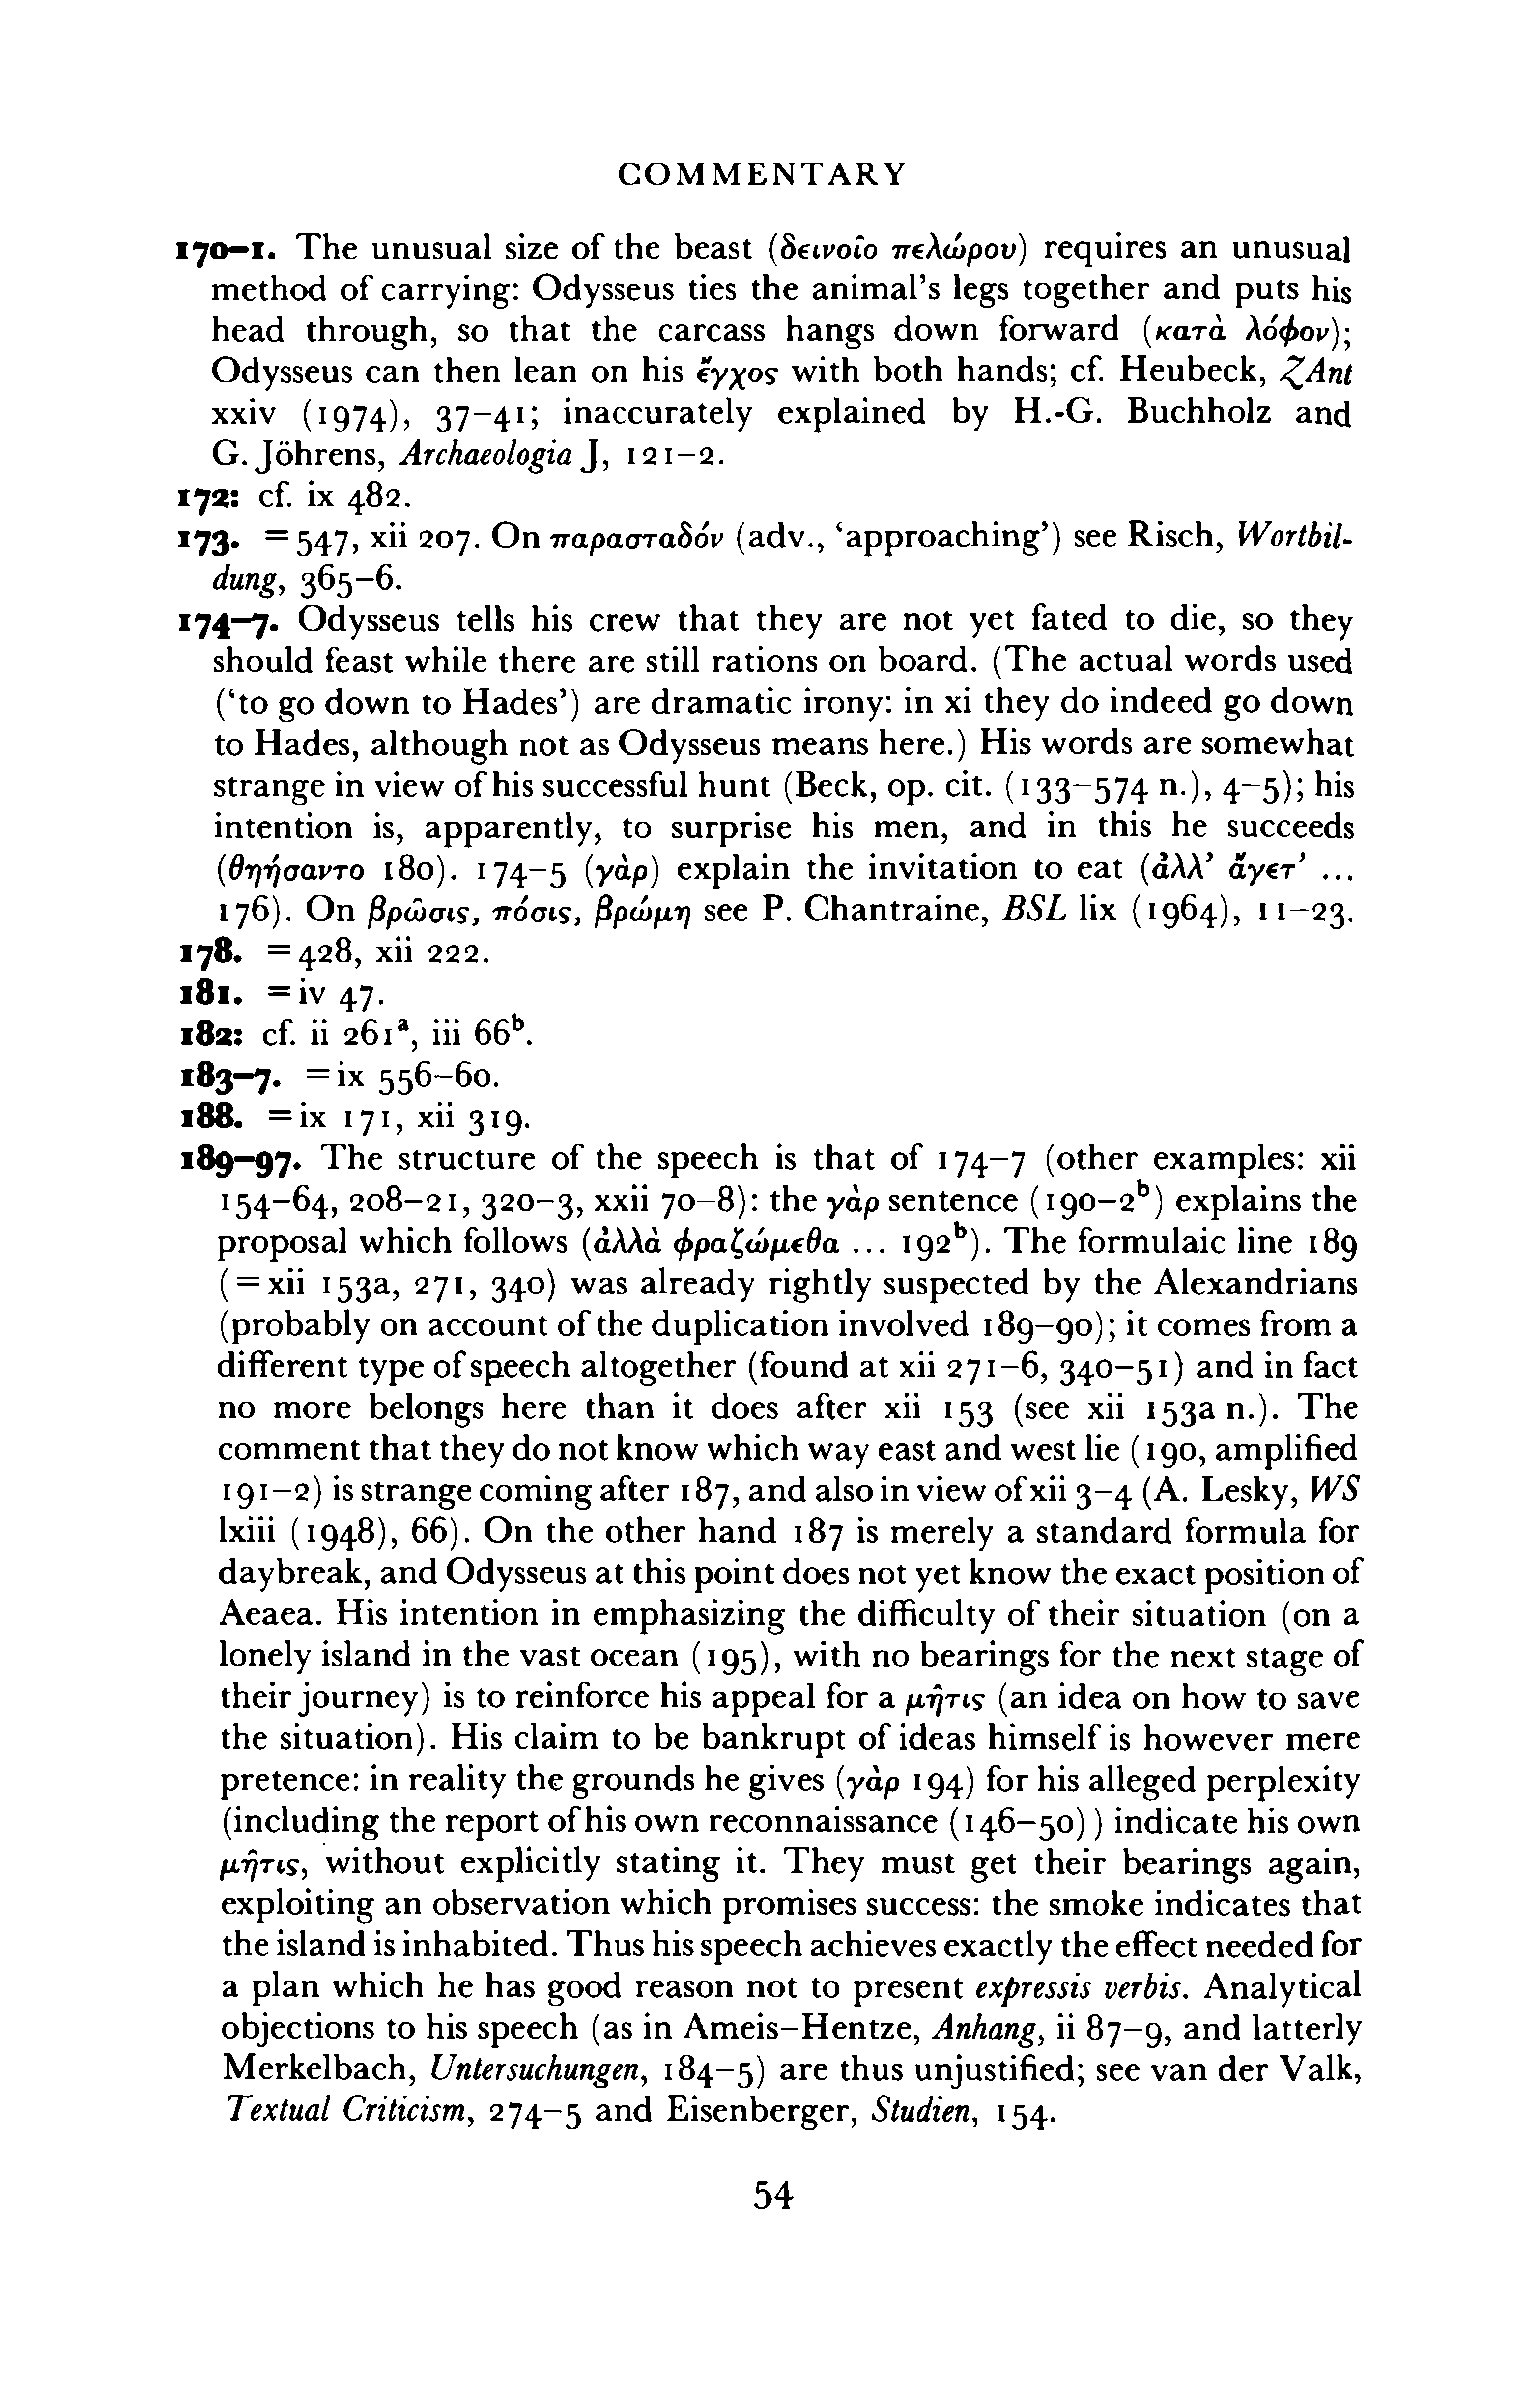 COMMENTARY
170–1. The unusual size of the beast (δεινοῖο πελώρου) requires an unusual
method of carrying: Odysseus ties the animal's legs together and puts his
head through, so that the carcass hangs down forward (κατὰ λόφον);
Odysseus can then lean on his ἔγχος with both hands; cf. Heubeck, ZAnt
xxiv (1974), 37–41; inaccurately explained by H.-G. Buchholz and
G. Jöhrens, Archaeologia J, 121–2.
172: cf. ix 482.
173. =547, xii 207. On παρασταδόν (adv., 'approaching') see Risch, Wortbil-
dung, 365–6.
174–7. Odysseus tells his crew that they are not yet fated to die, so they
should feast while there are still rations on board. (The actual words used
('to go down to Hades') are dramatic irony: in xi they do indeed go down
to Hades, although not as Odysseus means here.) His words are somewhat
strange in view of his successful hunt (Beck, op. cit. (133–574 n.), 4–5); his
intention is, apparently, to surprise his men, and in this he succeeds
(θηήσαντο 180). 174–5 (γάρ) explain the invitation to eat (ἀλλ' ἄγετ' ...
176). On βρῶσις, πόσις, βρώμη see P. Chantraine, BSL lix (1964), 11–23.
178. =428, xii 222.
181. =iv 47.
182: cf. ii 261ᵃ, iii 66ᵇ.
183–7. =ix 556–60.
188. =ix 171, xii 319.
189–97. The structure of the speech is that of 174–7 (other examples: xii
154–64, 208–21, 320–3, xxii 70–8): the γάρ sentence (190–2ᵇ) explains the
proposal which follows (ἀλλὰ φραζώμεθα ... 192ᵇ). The formulaic line 189
(=xii 153a, 271, 340) was already rightly suspected by the Alexandrians
(probably on account of the duplication involved 189–90); it comes from a
different type of speech altogether (found at xii 271–6, 340–51) and in fact
no more belongs here than it does after xii 153 (see xii 153a n.). The
comment that they do not know which way east and west lie (190, amplified
191–2) is strange coming after 187, and also in view of xii 3–4 (A. Lesky, WS
lxiii (1948), 66). On the other hand 187 is merely a standard formula for
daybreak, and Odysseus at this point does not yet know the exact position of
Aeaea. His intention in emphasizing the difficulty of their situation (on a
lonely island in the vast ocean (195), with no bearings for the next stage of
their journey) is to reinforce his appeal for a μῆτις (an idea on how to save
the situation). His claim to be bankrupt of ideas himself is however mere
pretence: in reality the grounds he gives (γάρ 194) for his alleged perplexity
(including the report of his own reconnaissance (146–50)) indicate his own
μῆτις, without explicitly stating it. They must get their bearings again,
exploiting an observation which promises success: the smoke indicates that
the island is inhabited. Thus his speech achieves exactly the effect needed for
a plan which he has good reason not to present expressis verbis. Analytical
objections to his speech (as in Ameis–Hentze, Anhang, ii 87–9, and latterly
Merkelbach, Untersuchungen, 184–5) are thus unjustified; see van der Valk,
Textual Criticism, 274–5 and Eisenberger, Studien, 154.
54